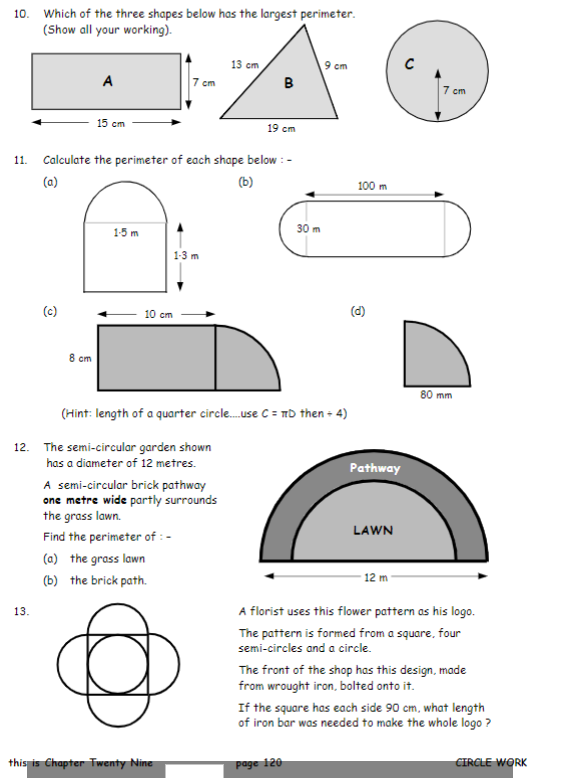 10. Which of the three shapes below has the largest perimeter.
(Show all your working).
A
7 cm
15 cm
13 cm
9 cm
B
19 cm
C
7 cm
11. Calculate the perimeter of each shape below : -
(a)
1·5 m
1·3 m
(b)
100 m
30 m
(c)
10 cm
8 cm
(d)
80 mm
(Hint: length of a quarter circle....use C = πD then ÷ 4)
12. The semi-circular garden shown
has a diameter of 12 metres.
A semi-circular brick pathway
one metre wide partly surrounds
the grass lawn.
Find the perimeter of : -
(a) the grass lawn
(b) the brick path.
Pathway
LAWN
12 m
13.
A florist uses this flower pattern as his logo.
The pattern is formed from a square, four
semi-circles and a circle.
The front of the shop has this design, made
from wrought iron, bolted onto it.
If the square has each side 90 cm, what length
of iron bar was needed to make the whole logo ?
this is Chapter Twenty Nine page 120 CIRCLE WORK